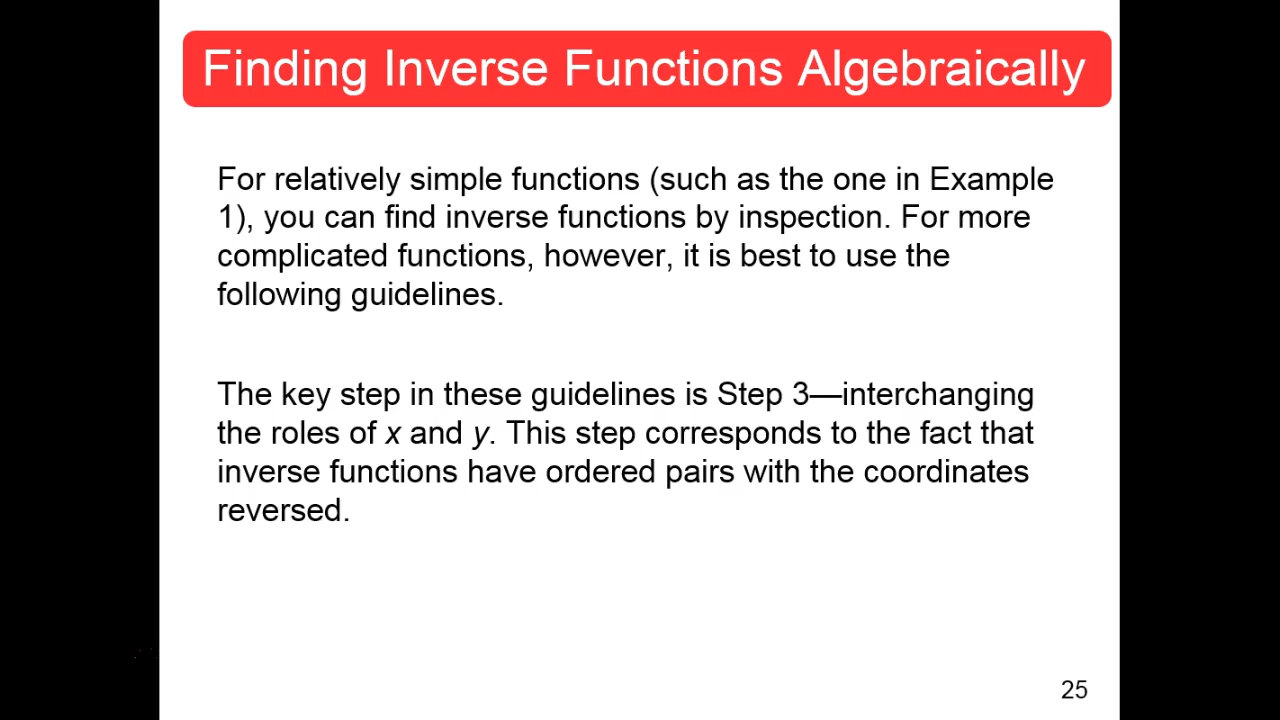 Finding Inverse Functions Algebraically
For relatively simple functions (such as the one in Example
1), you can find inverse functions by inspection. For more
complicated functions, however, it is best to use the
following guidelines.
The key step in these guidelines is Step 3—interchanging
the roles of x and y. This step corresponds to the fact that
inverse functions have ordered pairs with the coordinates
reversed.
25